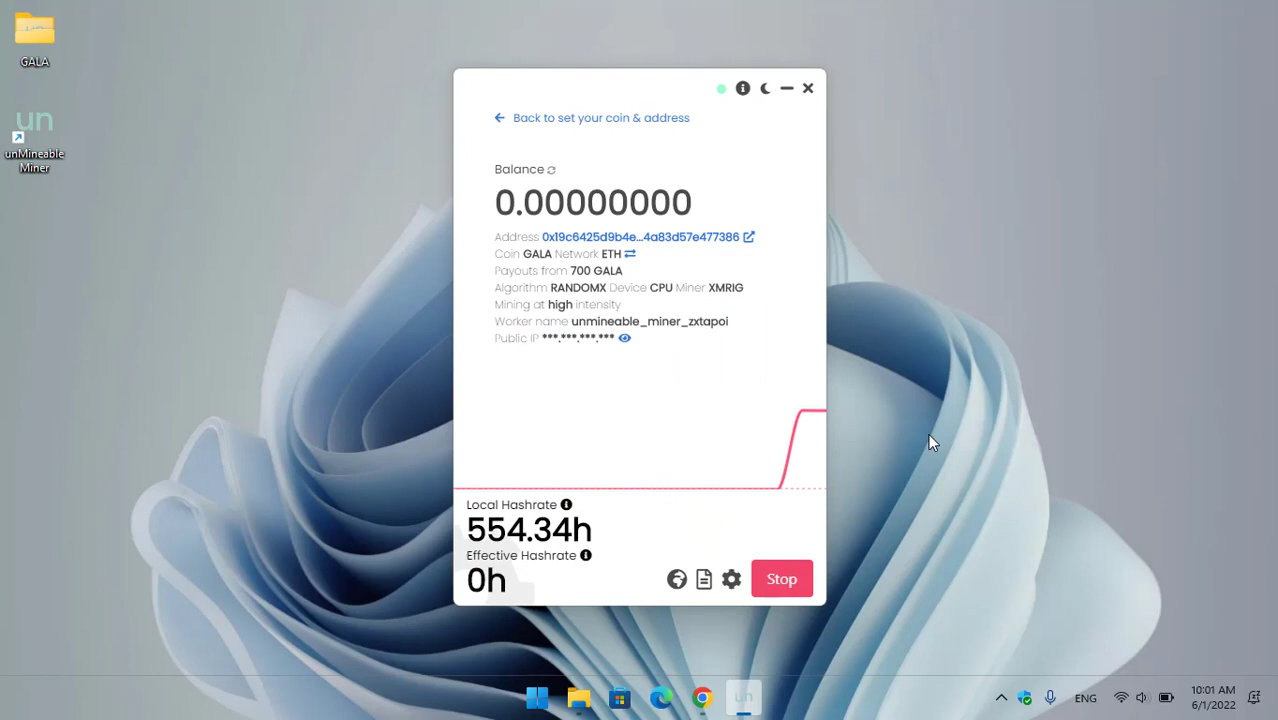 GALA
un
unMineable
Miner
Back to set your coin & address
Balance
0.00000000
Address 0x19c6425d9b4e...4a83d57e477386
Coin GALA Network ETH
Payouts from 700 GALA
Algorithm RANDOMX Device CPU Miner XMRIG
Mining at high intensity
Worker name unmineable_miner_zxtapoi
Public IP ***.***.***.***
Local Hashrate
554.34h
Effective Hashrate
0h
Stop
un
ENG
10:01 AM
6/1/2022